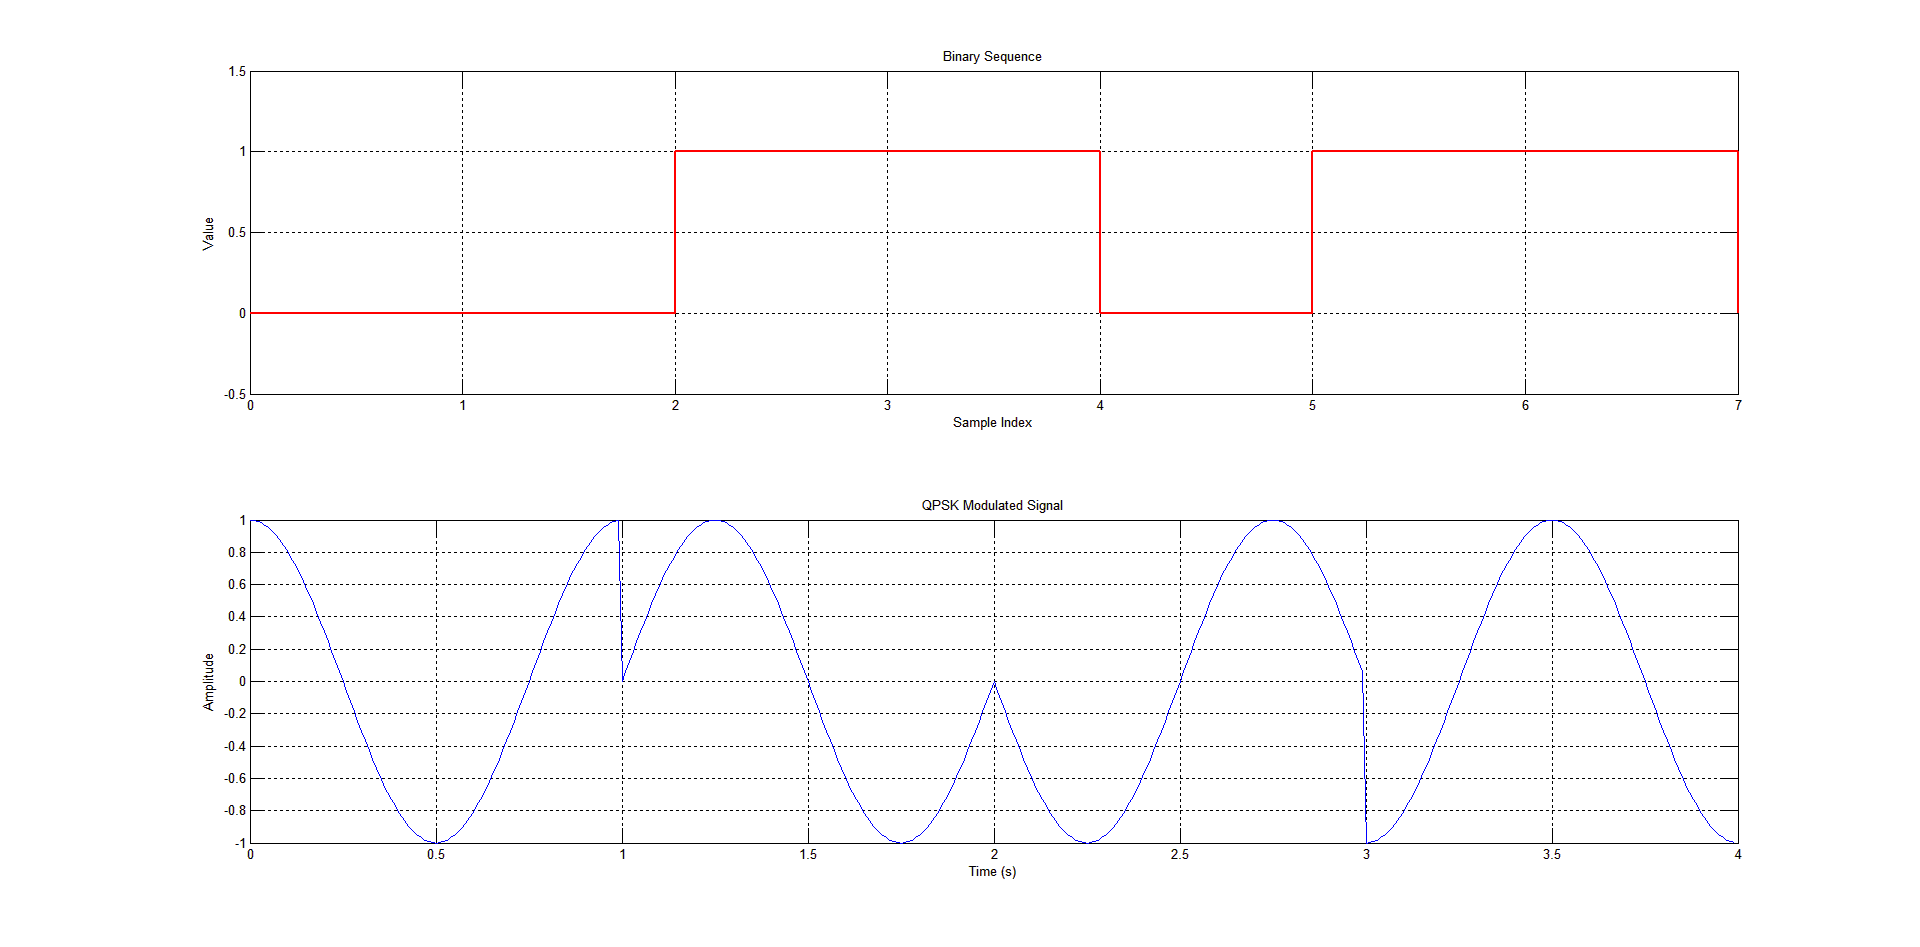 Binary Sequence
1.5
1
0.5
0
-0.5
Value
0 1 2 3 4 5 6 7
Sample Index
QPSK Modulated Signal
1
0.8
0.6
0.4
0.2
0
-0.2
-0.4
-0.6
-0.8
-1
Amplitude
0 0.5 1 1.5 2 2.5 3 3.5 4
Time (s)